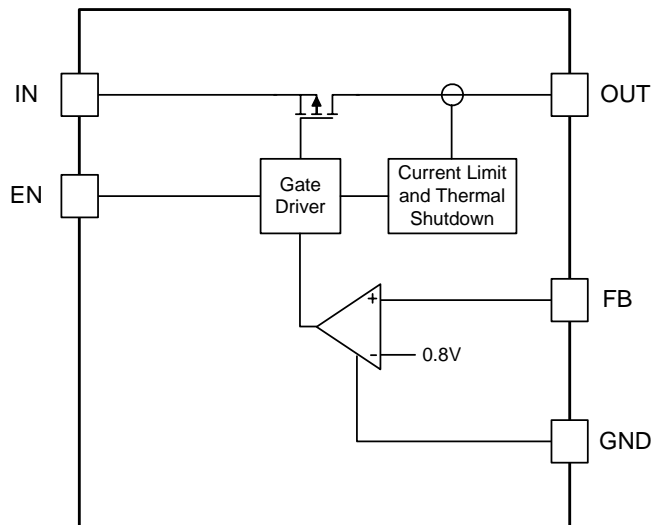 IN
OUT
EN
Gate
Driver
Current Limit
and Thermal
Shutdown
+
FB
-
0.8V
GND